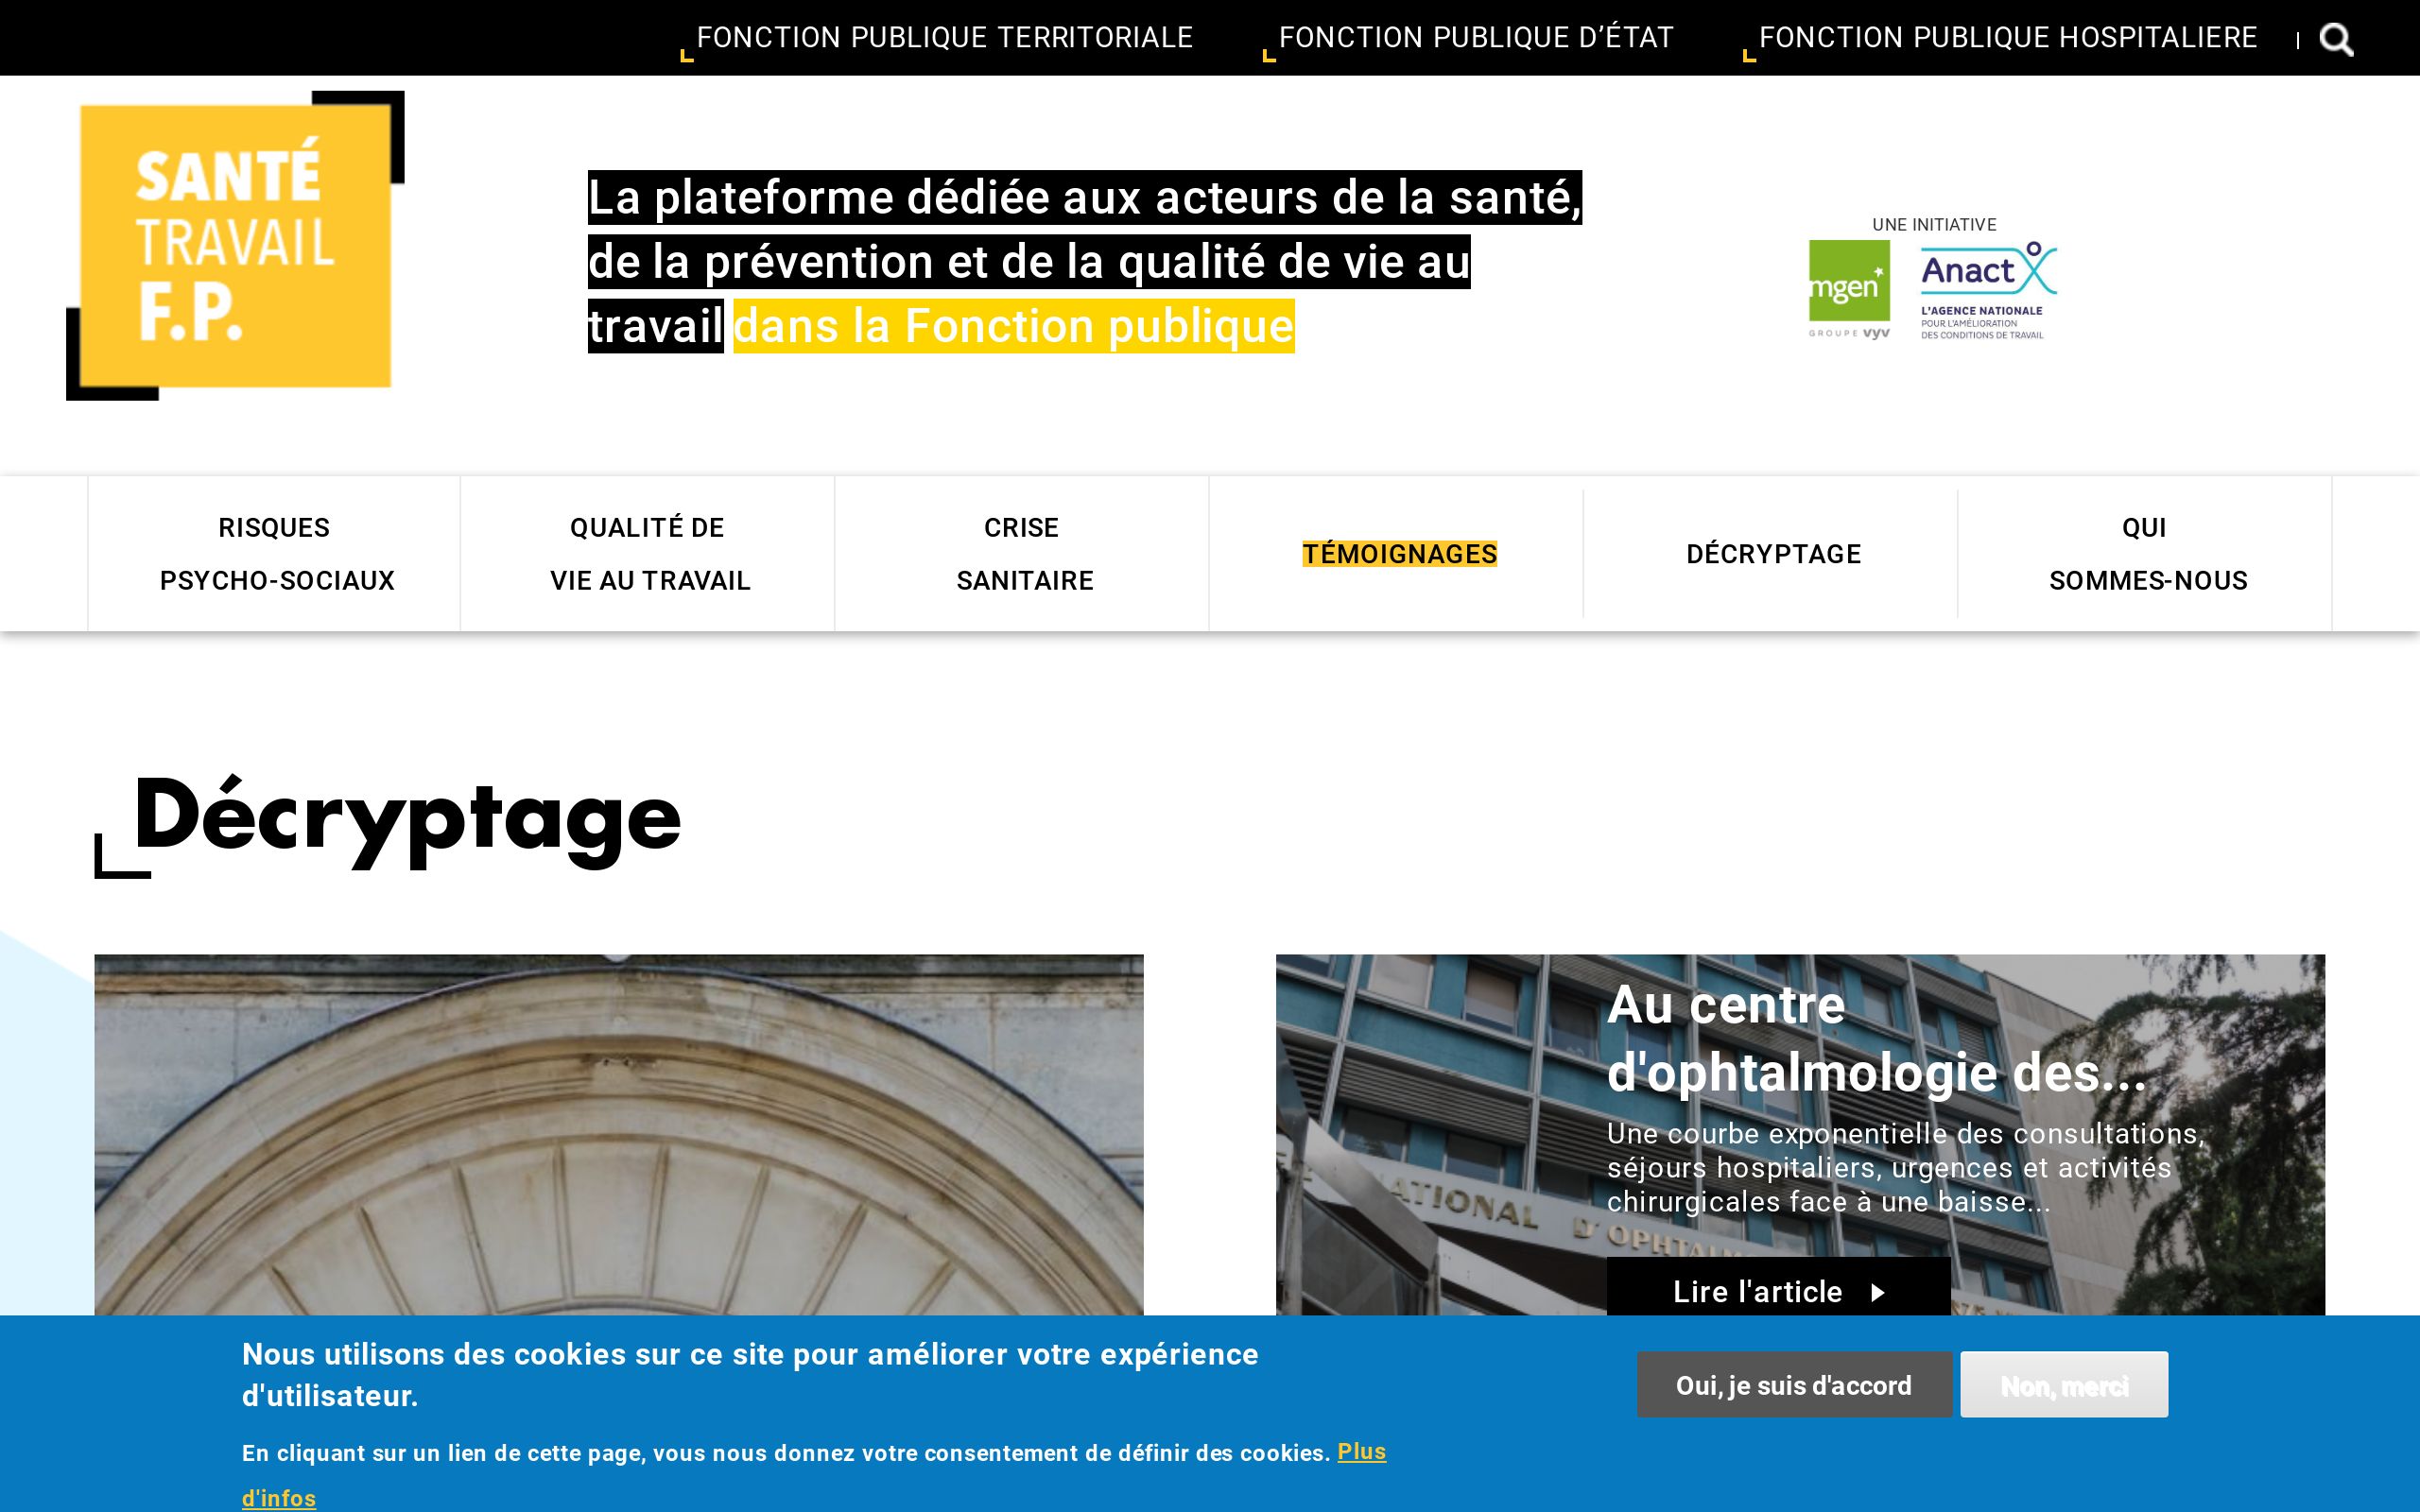 FONCTION PUBLIQUE TERRITORIALE
FONCTION PUBLIQUE D’ÉTAT
FONCTION PUBLIQUE HOSPITALIERE
SANTÉ
TRAVAIL
F.P.
La plateforme dédiée aux acteurs de la santé,
de la prévention et de la qualité de vie au
travail dans la Fonction publique
UNE INITIATIVE
mgen
GROUPE vyv
Anact
L'AGENCE NATIONALE
POUR L'AMÉLIORATION
DES CONDITIONS DE TRAVAIL
RISQUES
PSYCHO-SOCIAUX
QUALITÉ DE
VIE AU TRAVAIL
CRISE
SANITAIRE
TÉMOIGNAGES
DÉCRYPTAGE
QUI
SOMMES-NOUS
Décryptage
Au centre
d'ophtalmologie des...
Une courbe exponentielle des consultations,
séjours hospitaliers, urgences et activités
chirurgicales face à une baisse...
NATIONAL D'OPHTALM
Lire l'article
Nous utilisons des cookies sur ce site pour améliorer votre expérience
d'utilisateur.
En cliquant sur un lien de cette page, vous nous donnez votre consentement de définir des cookies. Plus
d'infos
Oui, je suis d'accord
Non, merci